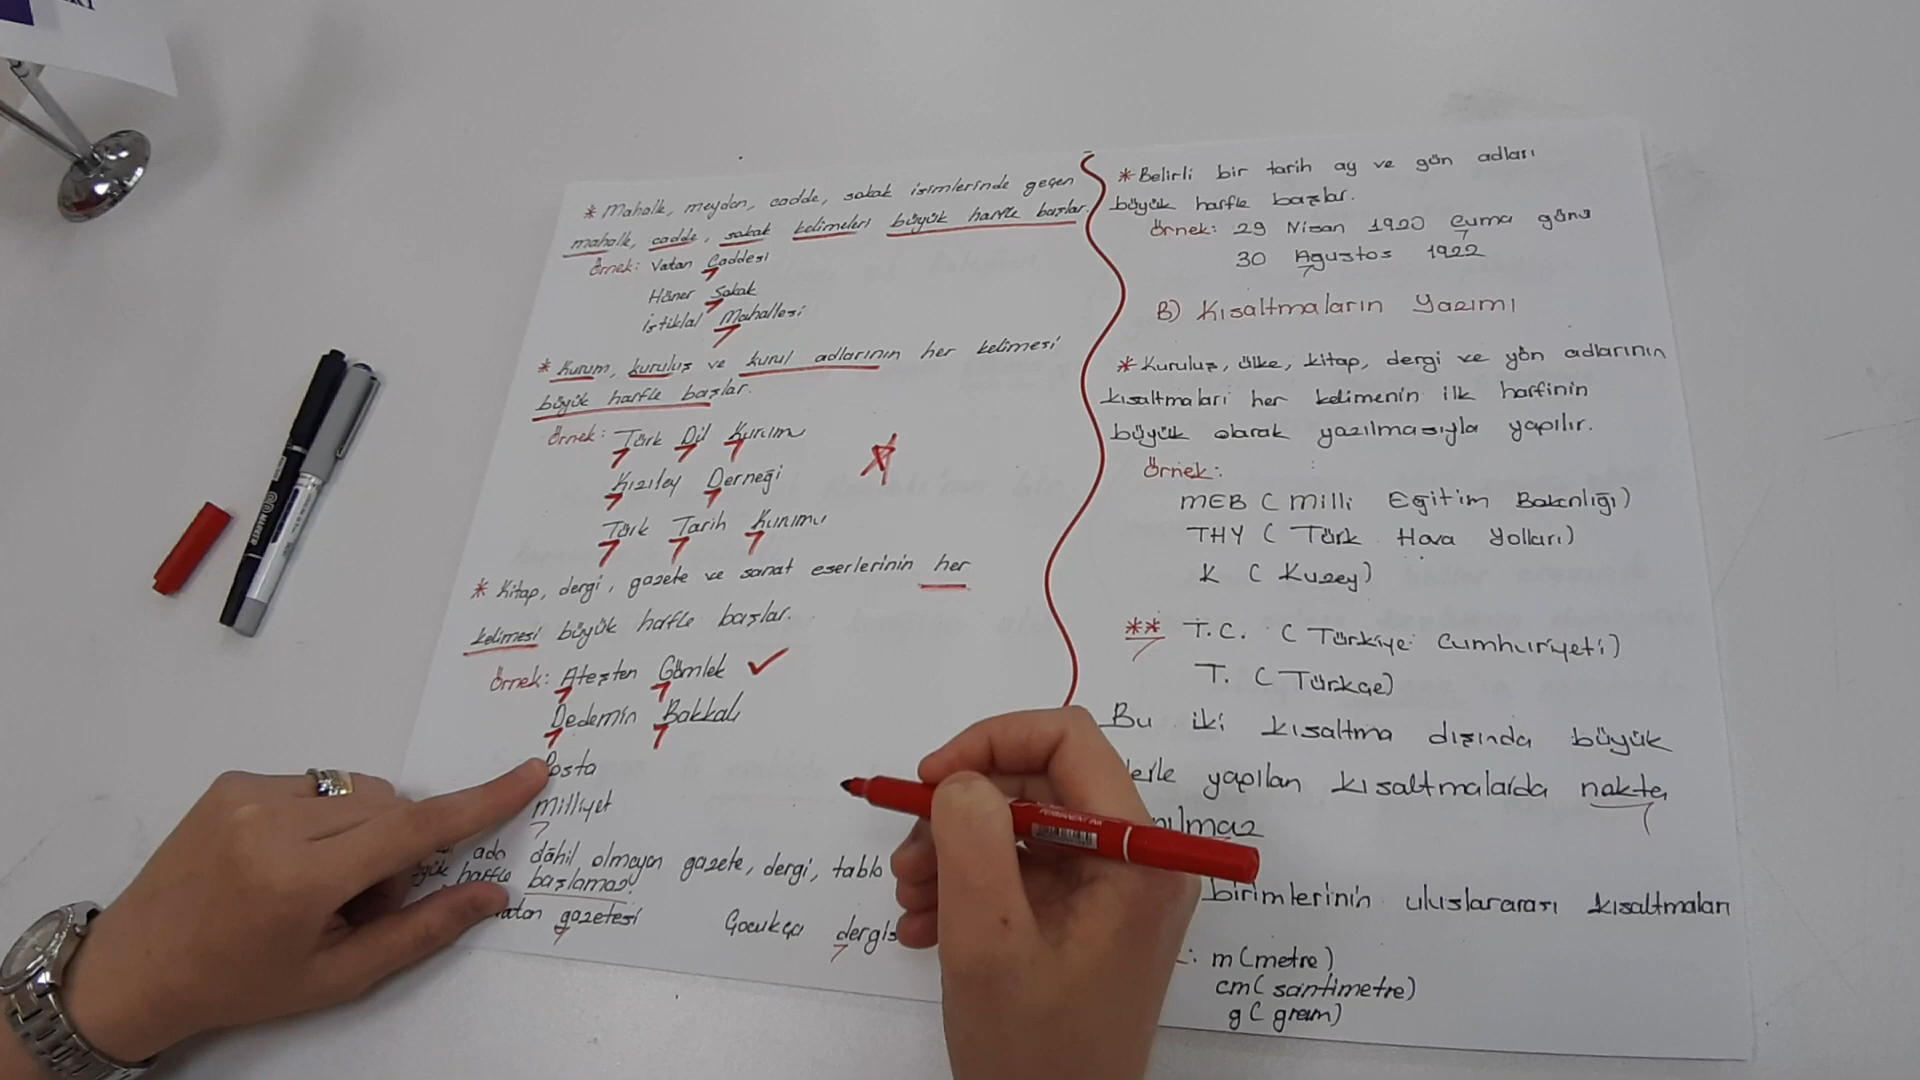 * Mahalle, meydan, cadde, sokak isimlerinde geçen
mahalle, cadde, sokak kelimeleri büyük harfle başlar.
Örnek: Vatan Caddesi
Hüner Sokak
İstiklal Mahallesi
* Kurum, kuruluş ve kurul adlarının her kelimesi
büyük harfle başlar.
Örnek: Türk Dil Kurumu
Kızılay Derneği
Türk Tarih Kurumu
* Kitap, dergi, gazete ve sanat eserlerinin her
kelimesi büyük harfle başlar.
Örnek: Ateşten Gömlek ✓
Dedemin Bakkalı
Posta
Milliyet
ada dâhil olmayan gazete, dergi, tablo
harfle başlamaz.
gazetesi Çocukça
* Belirli bir tarih ay ve gün adları
büyük harfle başlar.
Örnek: 29 Nisan 1920 Cuma günü
30 Ağustos 1922
B) Kısaltmaların Yazımı
* Kuruluş, ülke, kitap, dergi ve yön adlarının
kısaltmaları her kelimenin ilk harfinin
büyük olarak yazılmasıyla yapılır.
Örnek:
MEB ( Milli Eğitim Bakanlığı)
THY ( Türk Hava Yolları)
K ( Kuzey)
** T.C. ( Türkiye Cumhuriyeti)
T. ( Türkçe)
Bu iki kısaltma dışında büyük
yapılan kısaltmalarda nokta
birimlerinin uluslararası kısaltmaları
m (metre)
cm( santimetre)
g ( gram)